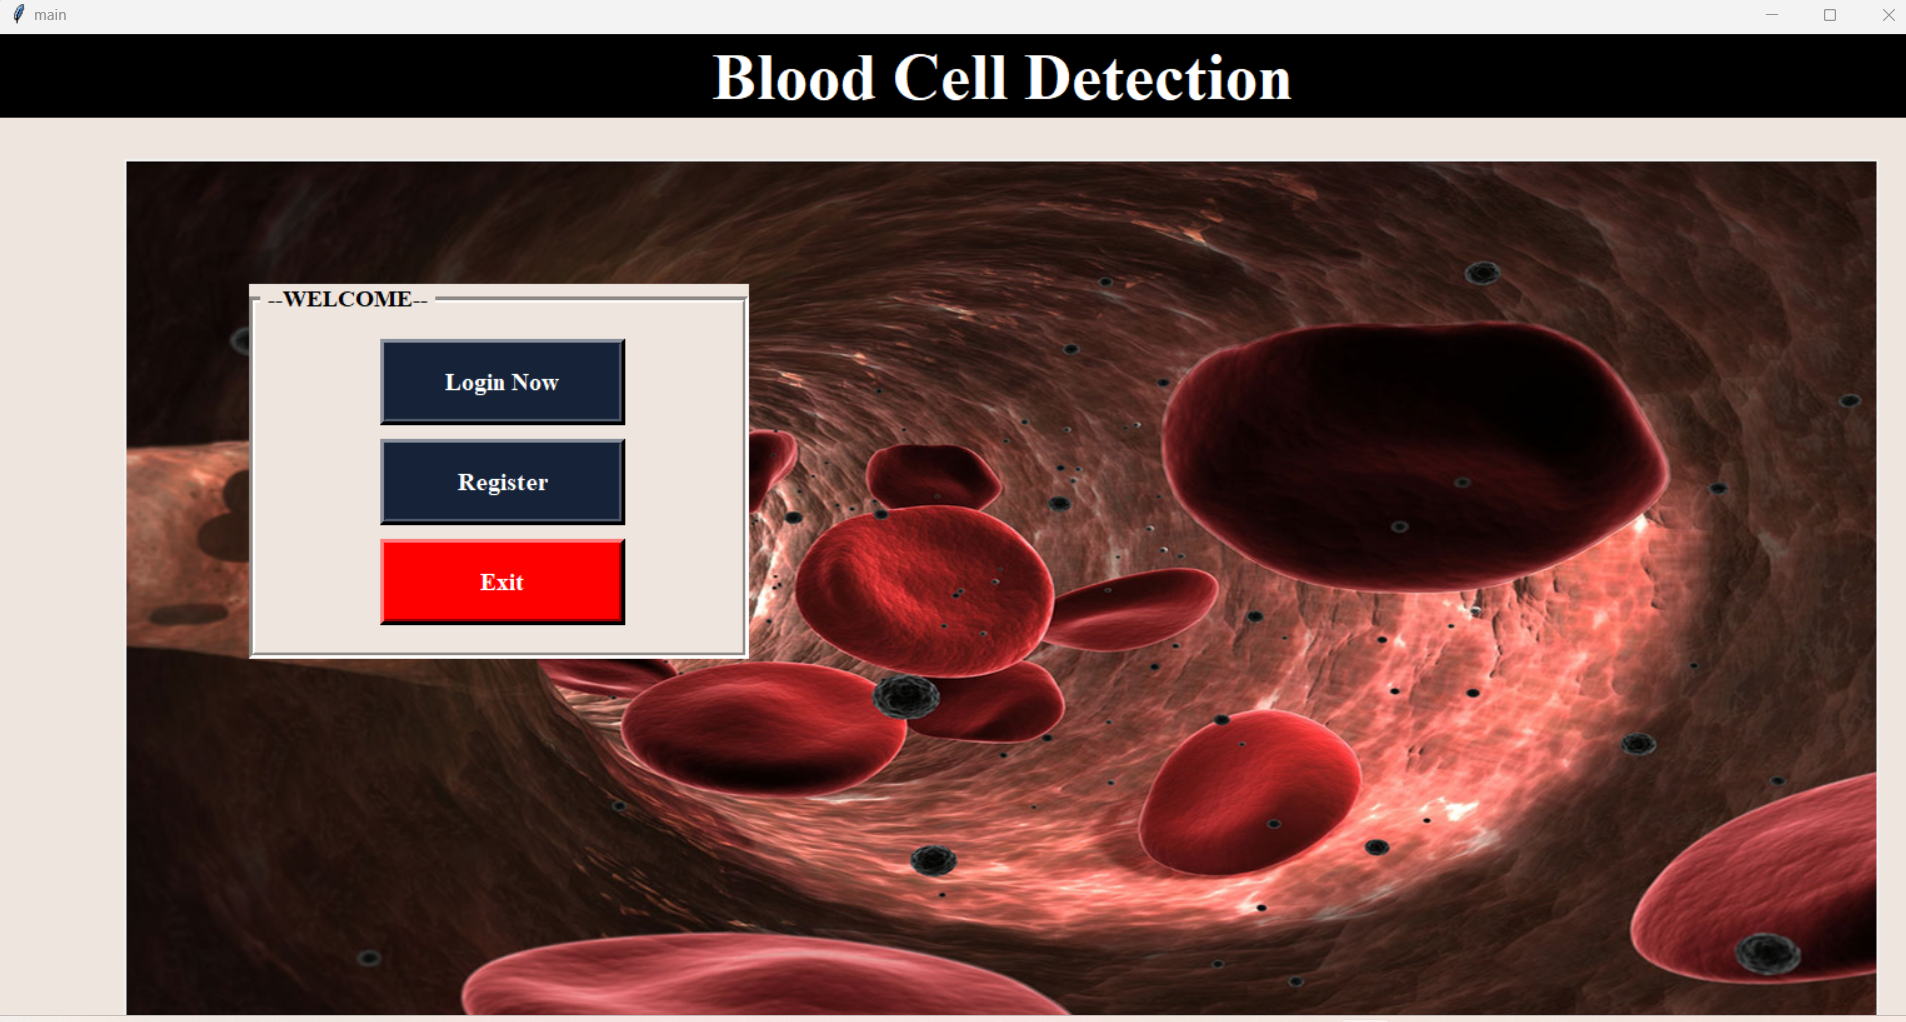 main
Blood Cell Detection
--WELCOME--
Login Now
Register
Exit